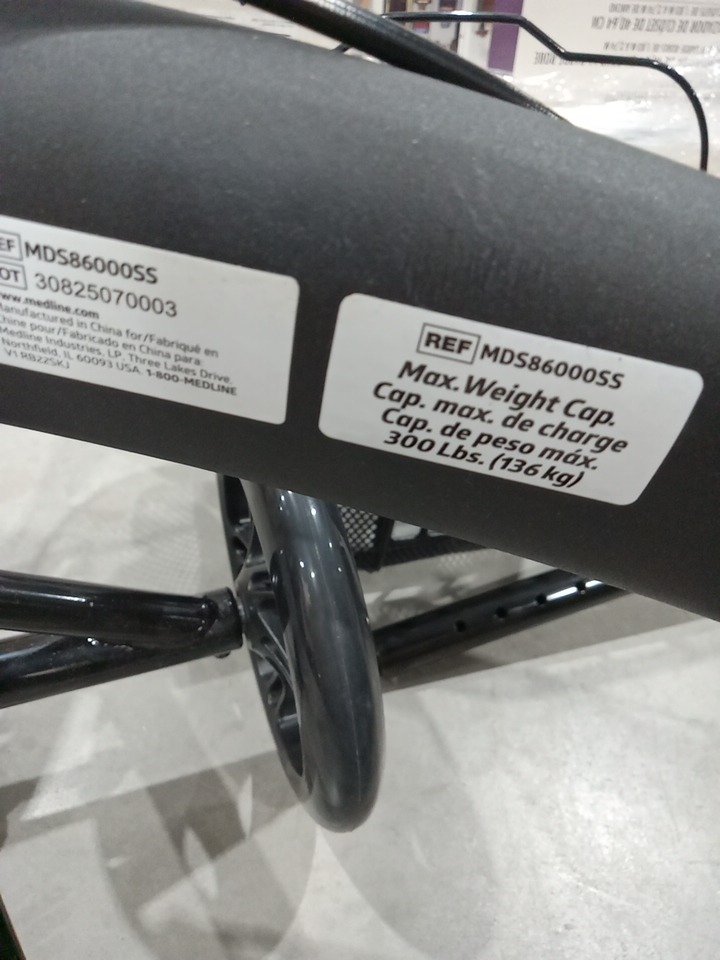 MDS86000SS
30825070003
www.medline.com
Manufactured in China for/Fabriqué en
Chine pour/Fabricado en China para:
Medline Industries, LP, Three Lakes Drive,
Northfield, IL 60093 USA. 1-800-MEDLINE
V1 RB22SKJ
REF MDS86000SS
Max. Weight Cap.
Cap. max. de charge
Cap. de peso máx.
300 Lbs. (136 kg)